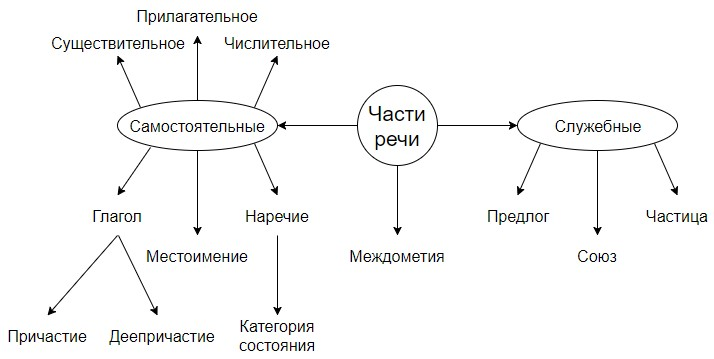 Прилагательное
Существительное
Числительное
Части
речи
Самостоятельные
Служебные
Глагол
Наречие
Предлог
Частица
Местоимение
Междометия
Союз
Причастие
Деепричастие
Категория
состояния